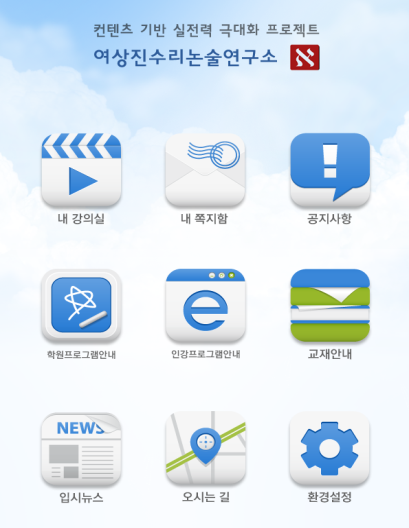 컨텐츠 기반 실전력 극대화 프로젝트
여상진수리논술연구소 ℵ
내 강의실
내 쪽지함
공지사항
학원프로그램안내
인강프로그램안내
교재안내
NEWS
입시뉴스
오시는 길
환경설정